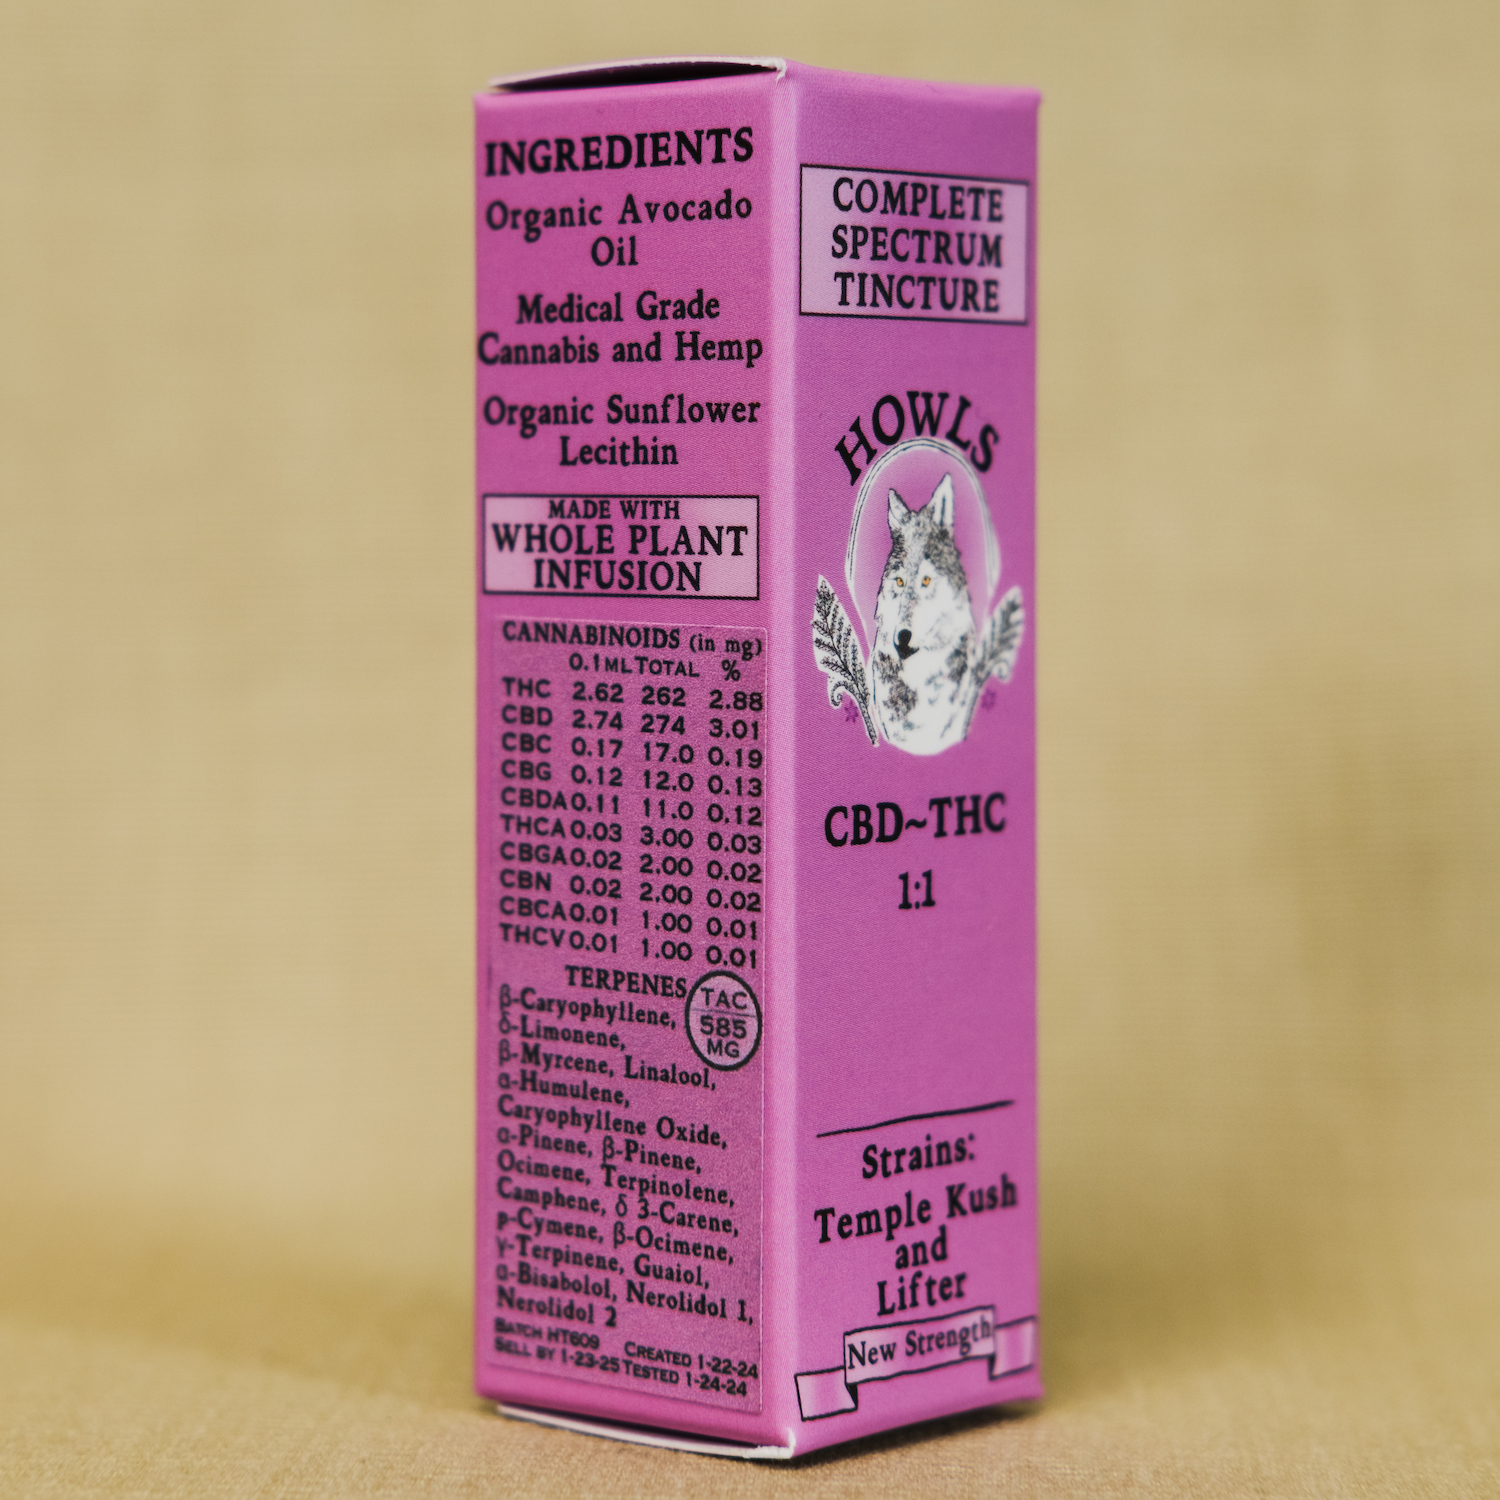 INGREDIENTS
Organic Avocado
Oil
Medical Grade
Cannabis and Hemp
Organic Sunflower
Lecithin
MADE WITH
WHOLE PLANT
INFUSION
CANNABINOIDS (in mg)
0.1ML TOTAL %
THC 2.62 262 2.88
CBD 2.74 274 3.01
CBC 0.17 17.0 0.19
CBG 0.12 12.0 0.13
CBDA 0.11 11.0 0.12
THCA 0.03 3.00 0.03
CBGA 0.02 2.00 0.02
CBN 0.02 2.00 0.02
CBCA 0.01 1.00 0.01
THCV 0.01 1.00 0.01
TERPENES
β-Caryophyllene,
δ-Limonene,
β-Myrcene, Linalool,
α-Humulene,
Caryophyllene Oxide,
α-Pinene, β-Pinene,
Ocimene, Terpinolene,
Camphene, δ 3-Carene,
p-Cymene, β-Ocimene,
γ-Terpinene, Guaiol,
α-Bisabolol, Nerolidol 1,
Nerolidol 2
TAC
585
MG
BATCH HT609 CREATED 1-22-24
SELL BY 1-23-25 TESTED 1-24-24
COMPLETE
SPECTRUM
TINCTURE
HOWLS
CBD~THC
1:1
Strains:
Temple Kush
and
Lifter
New Strength